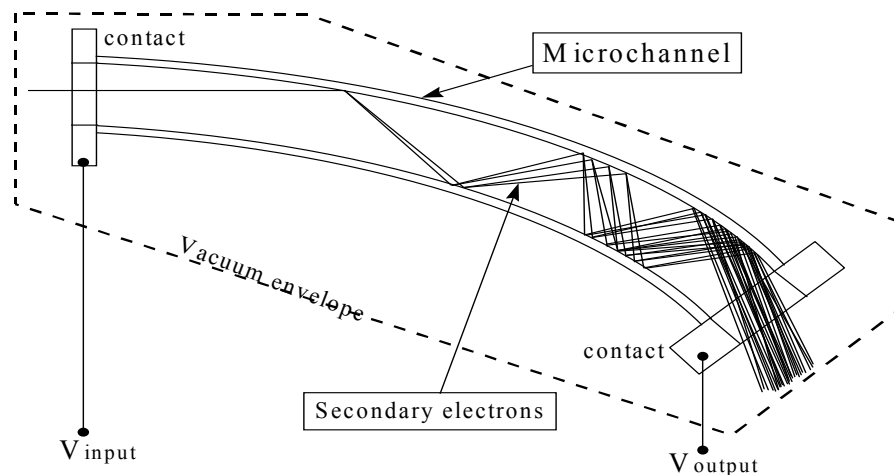 contact
Microchannel
Vacuum envelope
contact
Secondary electrons
V input
V output